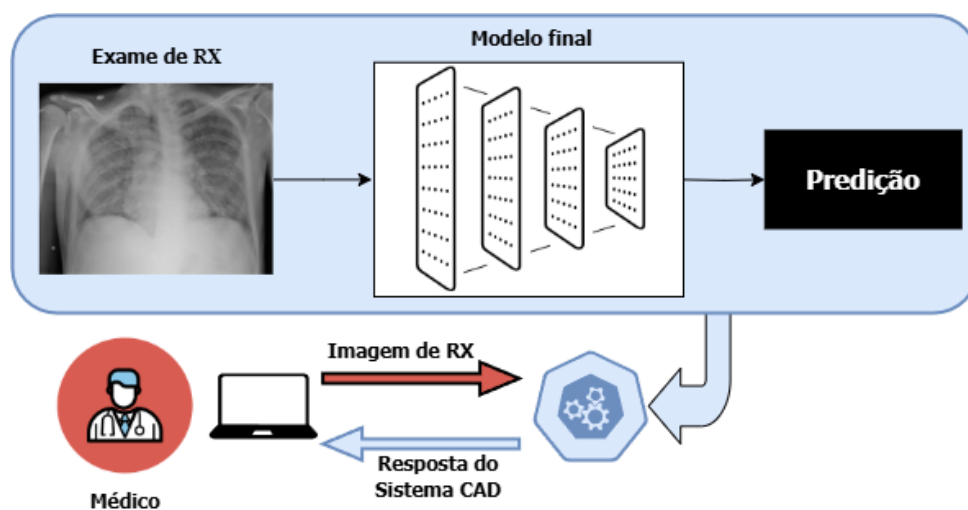 Modelo final
Exame de RX
Predição
Imagem de RX
Resposta do
Sistema CAD
Médico